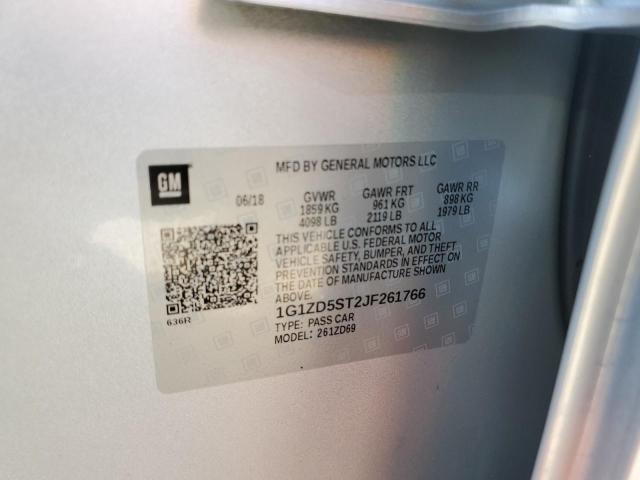 GM
MFD BY GENERAL MOTORS LLC
06/18 GVWR GAWR FRT GAWR RR
1859 KG 961 KG 898 KG
4098 LB 2119 LB 1979 LB
THIS VEHICLE CONFORMS TO ALL
APPLICABLE U.S. FEDERAL MOTOR
VEHICLE SAFETY, BUMPER, AND THEFT
PREVENTION STANDARDS IN EFFECT ON
THE DATE OF MANUFACTURE SHOWN
ABOVE.
1G1ZD5ST2JF261766
TYPE: PASS CAR
MODEL: 261ZD69
636R